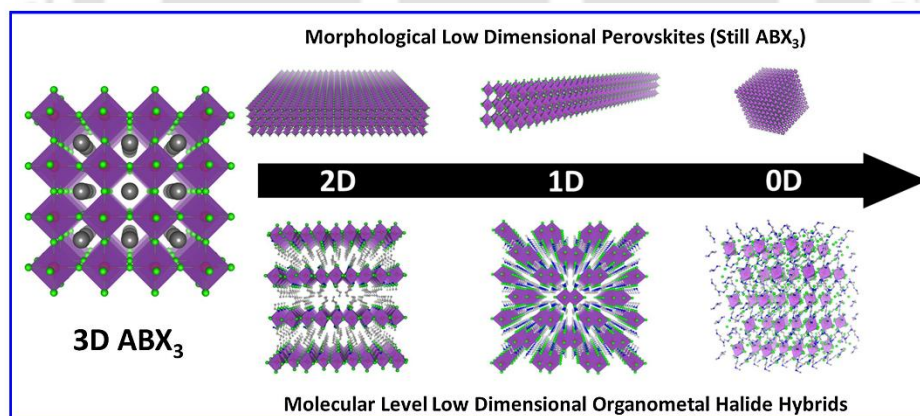 Morphological Low Dimensional Perovskites (Still ABX₃)
2D 1D 0D
3D ABX₃
Molecular Level Low Dimensional Organometal Halide Hybrids